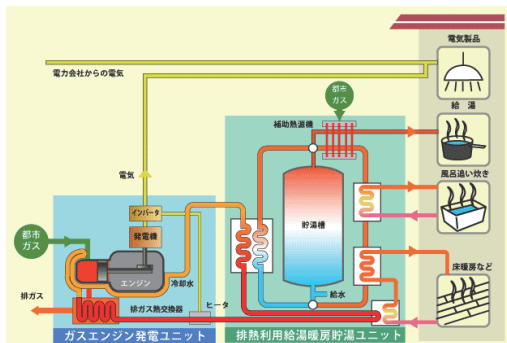 電気製品
電力会社からの電気
都市
ガス
給湯
補助熱源機
風呂追い炊き
電気
インバータ
発電機
貯湯槽
都市
ガス
エンジン
冷却水
床暖房など
給水
排ガス
排ガス熱交換器
ヒータ
ガスエンジン発電ユニット
排熱利用給湯暖房貯湯ユニット